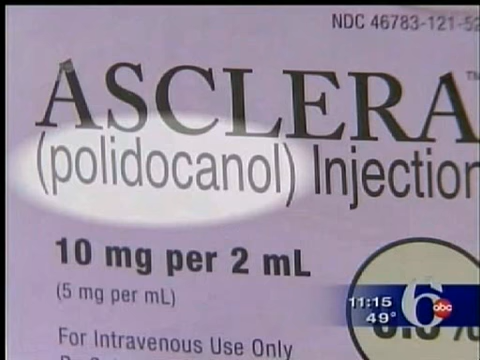 NDC 46783-121-52
ASCLERA™
(polidocanol) Injection
10 mg per 2 mL
(5 mg per mL)
11:15
49°
6
abc
For Intravenous Use Only